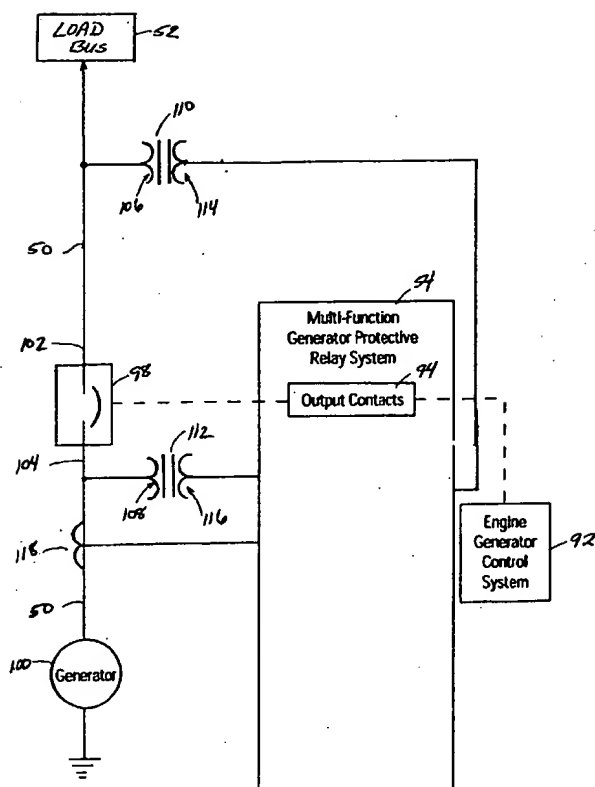 LOAD
BUS
52
110
106
114
50
54
Multi-Function
Generator Protective
Relay System
102
98
94
Output Contacts
104
112
108
116
118
Engine
Generator
Control
System
92
50
100
Generator